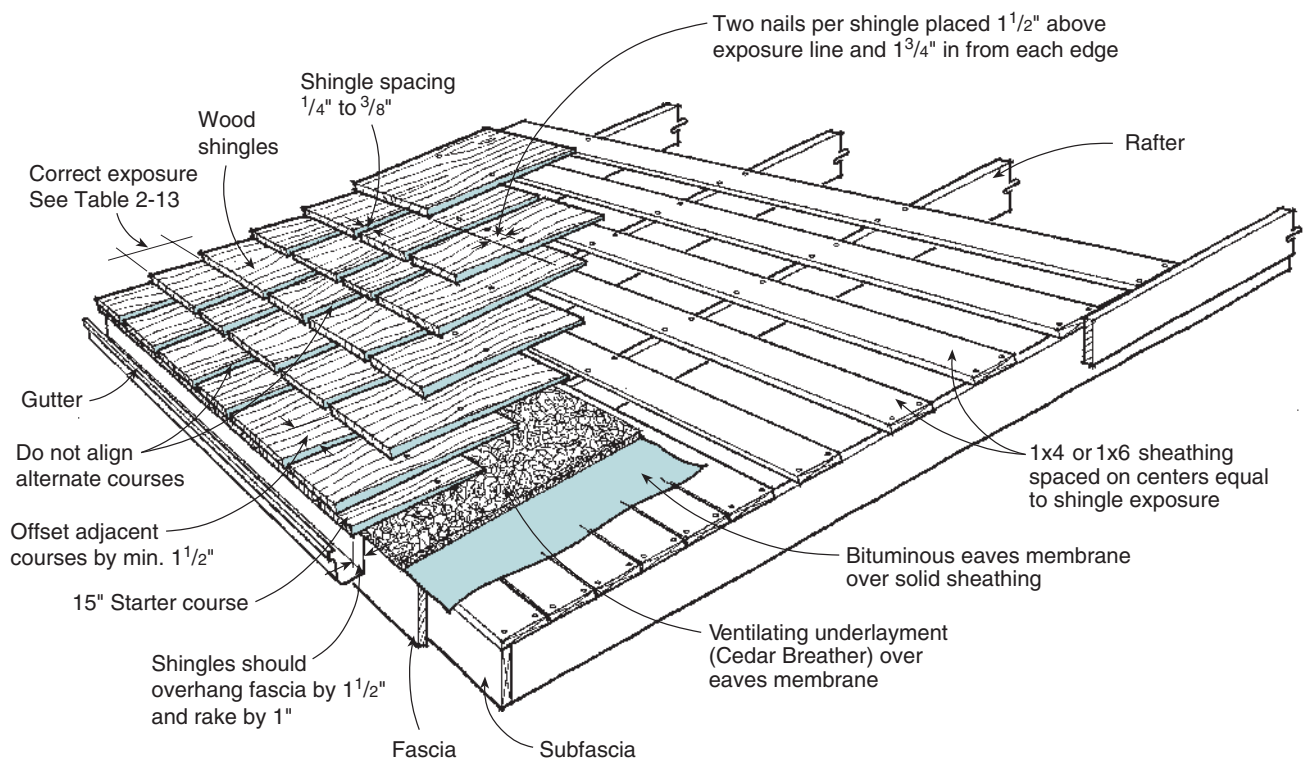 Two nails per shingle placed 1 1/2" above
exposure line and 1 3/4" in from each edge
Shingle spacing
1/4" to 3/8"
Wood
shingles
Correct exposure
See Table 2-13
Rafter
Gutter
Do not align
alternate courses
Offset adjacent
courses by min. 1 1/2"
15" Starter course
Shingles should
overhang fascia by 1 1/2"
and rake by 1"
Fascia
Subfascia
Ventilating underlayment
(Cedar Breather) over
eaves membrane
Bituminous eaves membrane
over solid sheathing
1x4 or 1x6 sheathing
spaced on centers equal
to shingle exposure